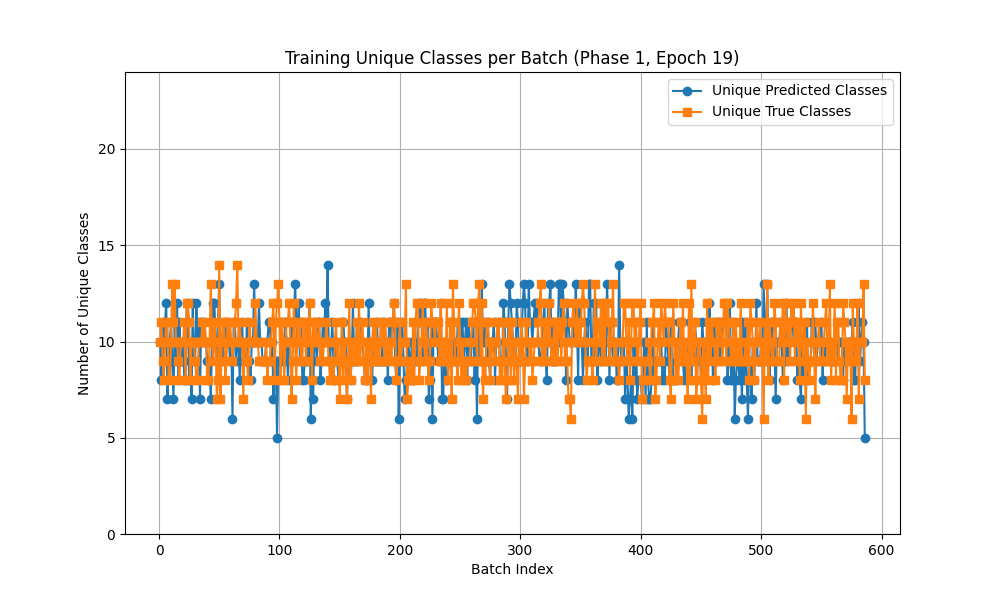 Training Unique Classes per Batch (Phase 1, Epoch 19)
Unique Predicted Classes
Unique True Classes
Number of Unique Classes
20
15
10
5
0
0 100 200 300 400 500 600
Batch Index